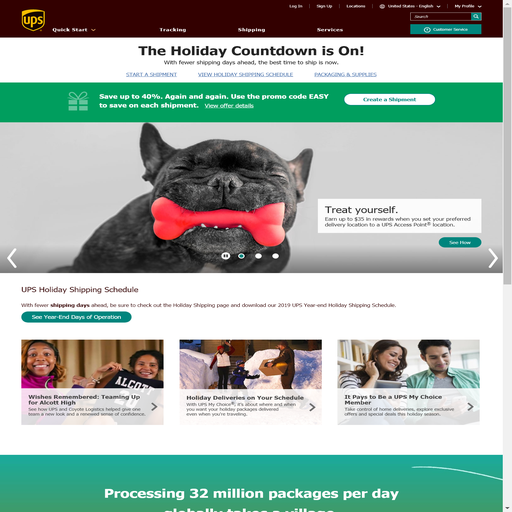 Log In
Sign Up
Locations
United States - English
My Profile
ups
Search
Quick Start
Tracking
Shipping
Services
Customer Service
The Holiday Countdown is On!
With fewer shipping days ahead, the best time to ship is now.
START A SHIPMENT
VIEW HOLIDAY SHIPPING SCHEDULE
PACKAGING & SUPPLIES
Save up to 40%. Again and again. Use the promo code EASY
to save on each shipment. View offer details
Create a Shipment
Treat yourself.
Earn up to $35 in rewards when you set your preferred
delivery location to a UPS Access Point® location.
See How
UPS Holiday Shipping Schedule
With fewer shipping days ahead, be sure to check out the Holiday Shipping page and download our 2019 UPS Year-end Holiday Shipping Schedule.
See Year-End Days of Operation
ALCOTT
Wishes Remembered: Teaming Up
for Alcott High
See how UPS and Coyote Logistics helped give one
team a new look and a renewed sense of confidence.
Holiday Deliveries on Your Schedule
With UPS My Choice®, it's about where and when
you want your holiday packages delivered
even when you're traveling.
It Pays to Be a UPS My Choice
Member
Take control of home deliveries, explore exclusive
offers and special deals this holiday season.
Processing 32 million packages per day
globally takes a village